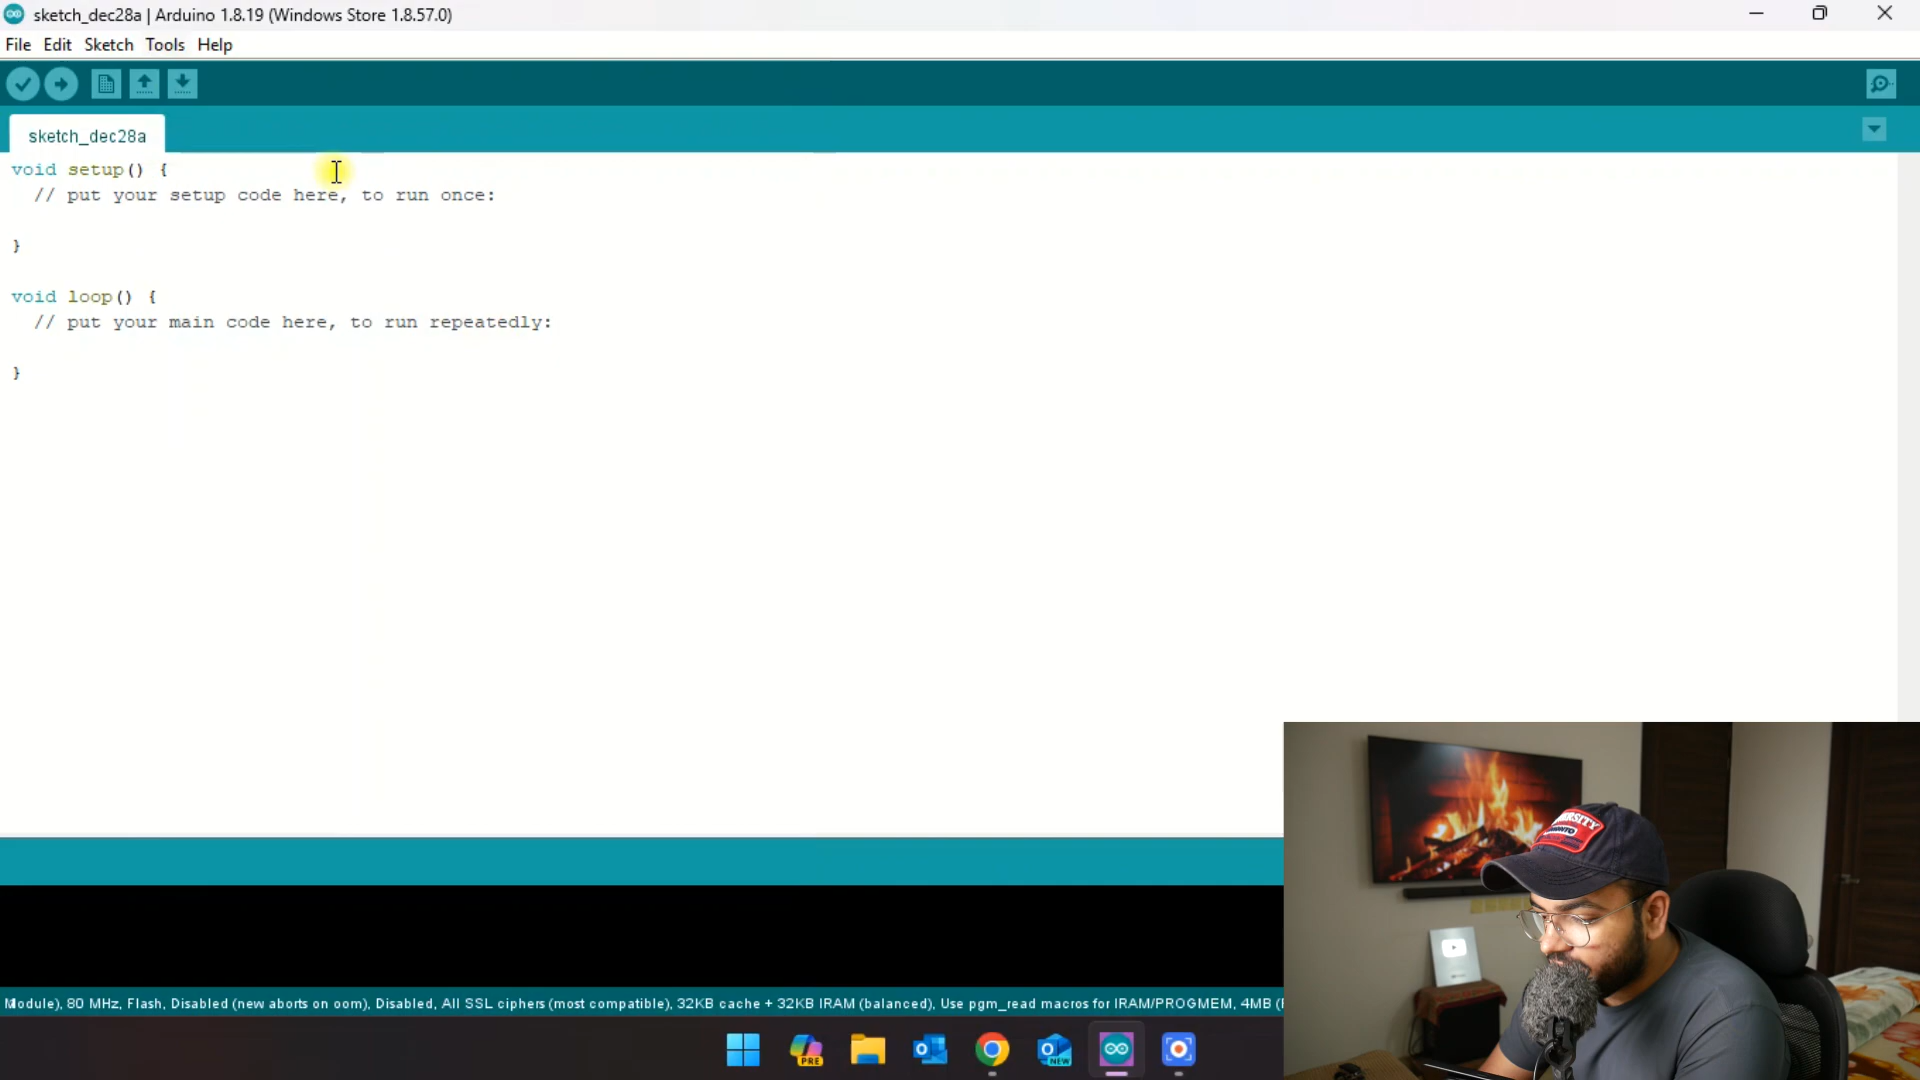 sketch_dec28a | Arduino 1.8.19 (Windows Store 1.8.57.0)
File Edit Sketch Tools Help
sketch_dec28a
void setup() {
// put your setup code here, to run once:
}
void loop() {
// put your main code here, to run repeatedly:
}
Module), 80 MHz, Flash, Disabled (new aborts on oom), Disabled, All SSL ciphers (most compatible), 32KB cache + 32KB IRAM (balanced), Use pgm_read macros for IRAM/PROGMEM, 4MB (
PRE
NEW